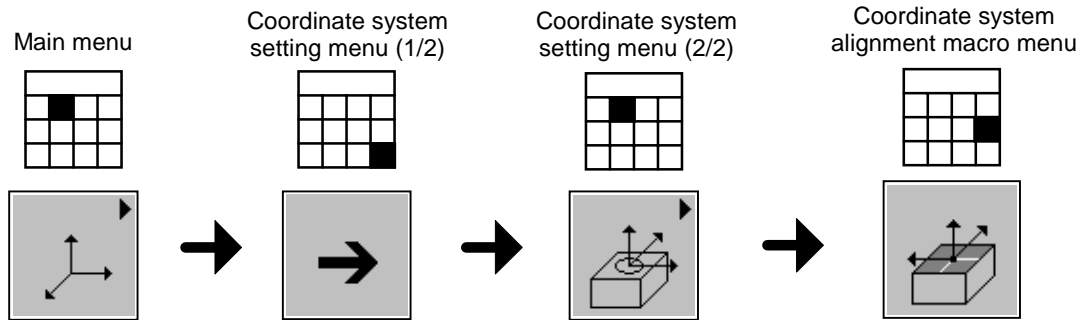 Main menu
Coordinate system
setting menu (1/2)
Coordinate system
setting menu (2/2)
Coordinate system
alignment macro menu